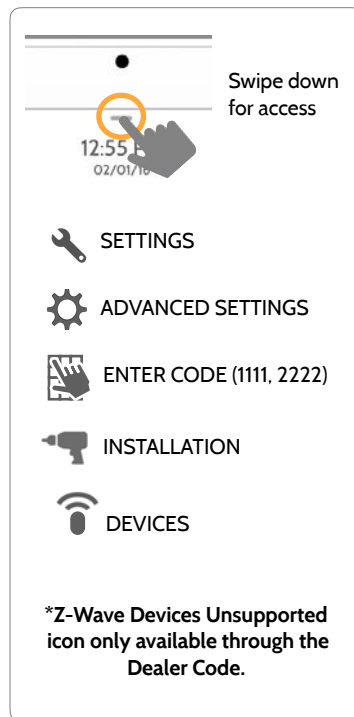 Swipe down
for access
12:55
02/01/1
SETTINGS
ADVANCED SETTINGS
ENTER CODE (1111, 2222)
INSTALLATION
DEVICES
*Z-Wave Devices Unsupported
icon only available through the
Dealer Code.